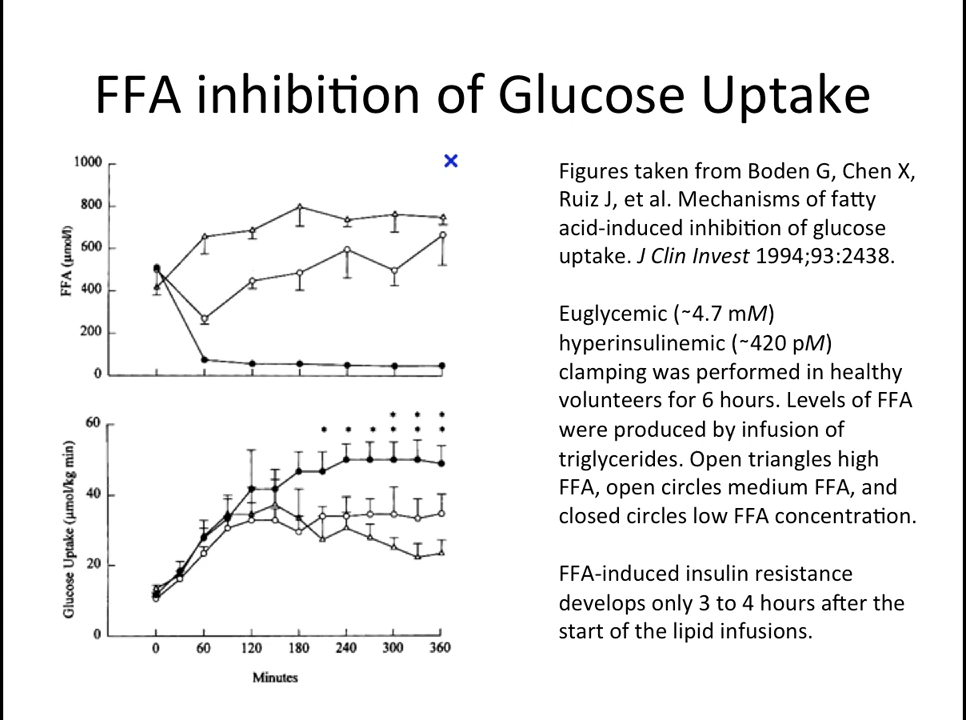 FFA inhibition of Glucose Uptake
1000
800
600
400
200
0
FFA (µmol/l)
60
40
20
0
Glucose Uptake (µmol/kg min)
* * *
* * * * * *
0 60 120 180 240 300 360
Minutes
Figures taken from Boden G, Chen X,
Ruiz J, et al. Mechanisms of fatty
acid-induced inhibition of glucose
uptake. J Clin Invest 1994;93:2438.
Euglycemic (~4.7 mM)
hyperinsulinemic (~420 pM)
clamping was performed in healthy
volunteers for 6 hours. Levels of FFA
were produced by infusion of
triglycerides. Open triangles high
FFA, open circles medium FFA, and
closed circles low FFA concentration.
FFA-induced insulin resistance
develops only 3 to 4 hours after the
start of the lipid infusions.